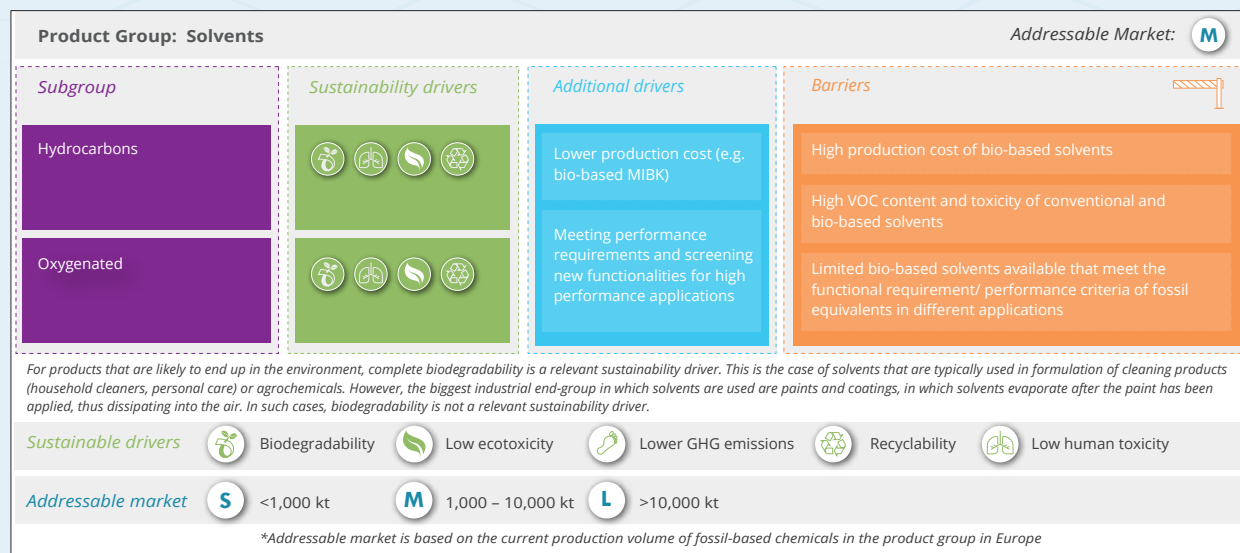 Product Group: Solvents
Addressable Market: M
Subgroup
Sustainability drivers
Additional drivers
Barriers
Hydrocarbons
Oxygenated
Lower production cost (e.g.
bio-based MIBK)
Meeting performance
requirements and screening
new functionalities for high
performance applications
High production cost of bio-based solvents
High VOC content and toxicity of conventional and
bio-based solvents
Limited bio-based solvents available that meet the
functional requirement/ performance criteria of fossil
equivalents in different applications
For products that are likely to end up in the environment, complete biodegradability is a relevant sustainability driver. This is the case of solvents that are typically used in formulation of cleaning products
(household cleaners, personal care) or agrochemicals. However, the biggest industrial end-group in which solvents are used are paints and coatings, in which solvents evaporate after the paint has been
applied, thus dissipating into the air. In such cases, biodegradability is not a relevant sustainability driver.
Sustainable drivers Biodegradability Low ecotoxicity Lower GHG emissions Recyclability Low human toxicity
Addressable market S <1,000 kt M 1,000 – 10,000 kt L >10,000 kt
*Addressable market is based on the current production volume of fossil-based chemicals in the product group in Europe